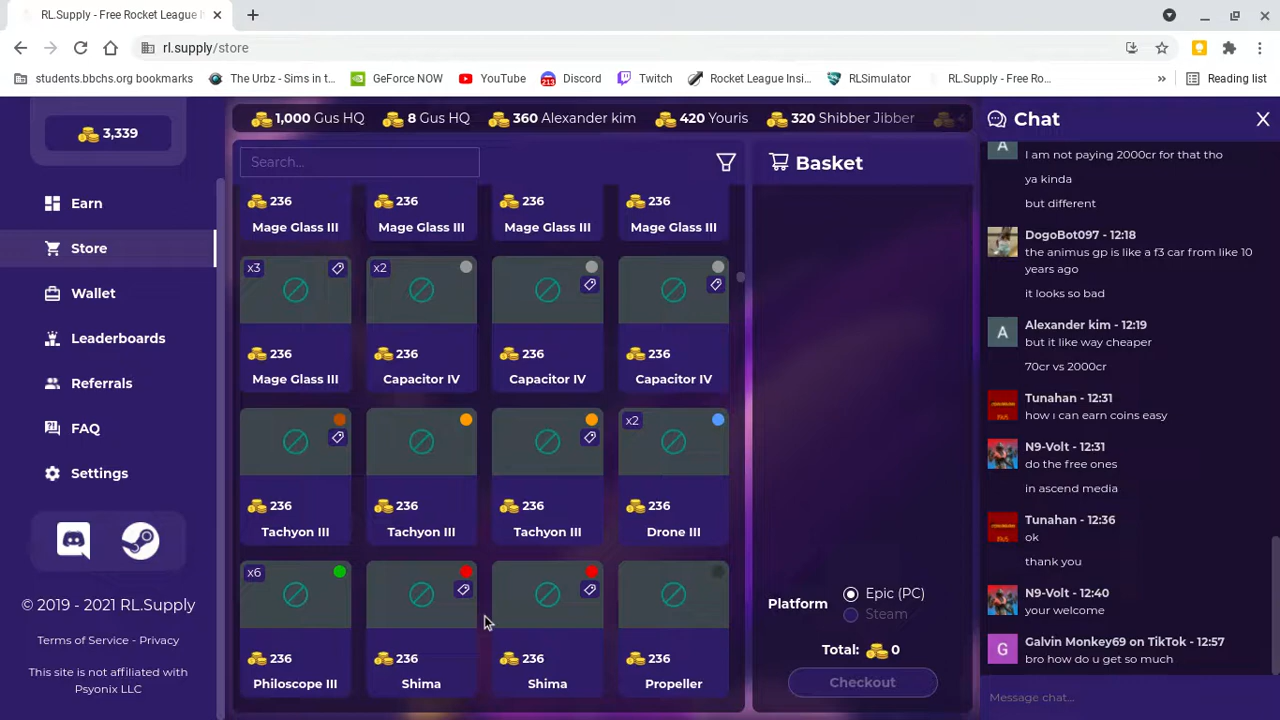 RL.Supply - Free Rocket League I
rl.supply/store
students.bbchs.org bookmarks
The Urbz - Sims in t...
GeForce NOW
YouTube
213
Discord
Twitch
Rocket League Insi...
RLSimulator
RL.Supply - Free Ro...
»
Reading list
3,339
Earn
Store
Wallet
Leaderboards
Referrals
FAQ
Settings
© 2019 - 2021 RL.Supply
Terms of Service - Privacy
This site is not affiliated with
Psyonix LLC
1,000 Gus HQ
8 Gus HQ
360 Alexander kim
420 Youris
320 Shibber Jibber
4
Search...
236 236 236 236
Mage Glass III Mage Glass III Mage Glass III Mage Glass III
x3 x2
236 236 236 236
Mage Glass III Capacitor IV Capacitor IV Capacitor IV
x2
236 236 236 236
Tachyon III Tachyon III Tachyon III Drone III
x6
236 236 236 236
Philoscope III Shima Shima Propeller
Basket
Platform
Epic (PC)
Steam
Total: 0
Checkout
Chat
X
A
I am not paying 2000cr for that tho
ya kinda
but different
DogoBot097 - 12:18
the animus gp is like a f3 car from like 10
years ago
it looks so bad
A
Alexander kim - 12:19
but it like way cheaper
70cr vs 2000cr
Tunahan - 12:31
how ı can earn coins easy
N9-Volt - 12:31
do the free ones
in ascend media
Tunahan - 12:36
ok
thank you
N9-Volt - 12:40
your welcome
G
Galvin Monkey69 on TikTok - 12:57
bro how do u get so much
Message chat...